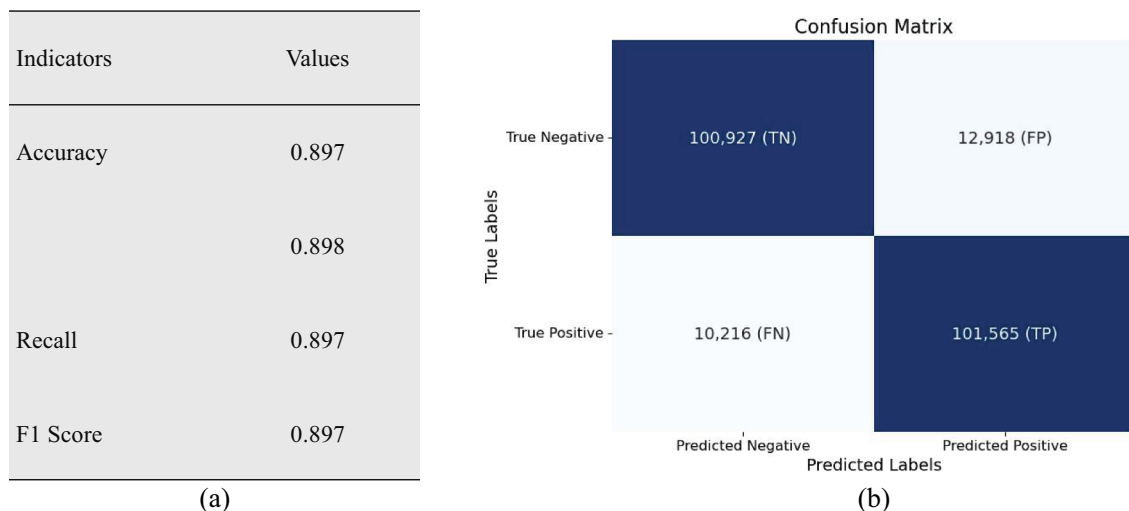 Indicators Values
Accuracy 0.897
0.898
Recall 0.897
F1 Score 0.897
(a)
Confusion Matrix
True Labels
True Negative
100,927 (TN) 12,918 (FP)
True Positive
10,216 (FN) 101,565 (TP)
Predicted Negative Predicted Positive
Predicted Labels
(b)